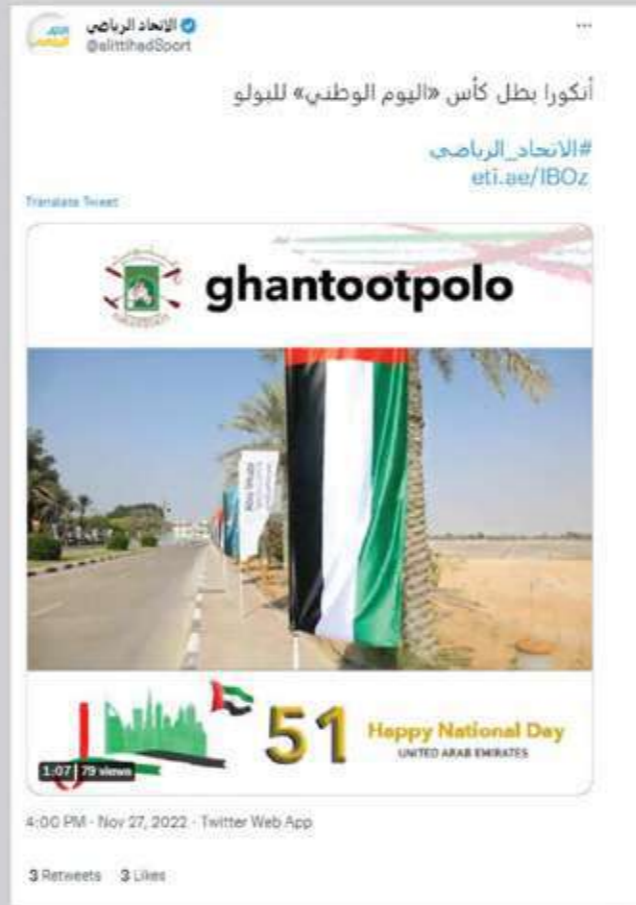 الاتحاد الرياضي
@alittihadSport
أنكورا بطل كأس «اليوم الوطني» للبولو
#الاتحاد_الرياضي
eti.ae/IBOz
Translate Tweet
ghantootpolo
Abu Dhabi
51
Happy National Day
UNITED ARAB EMIRATES
1:07 79 views
4:00 PM · Nov 27, 2022 · Twitter Web App
3 Retweets 3 Likes